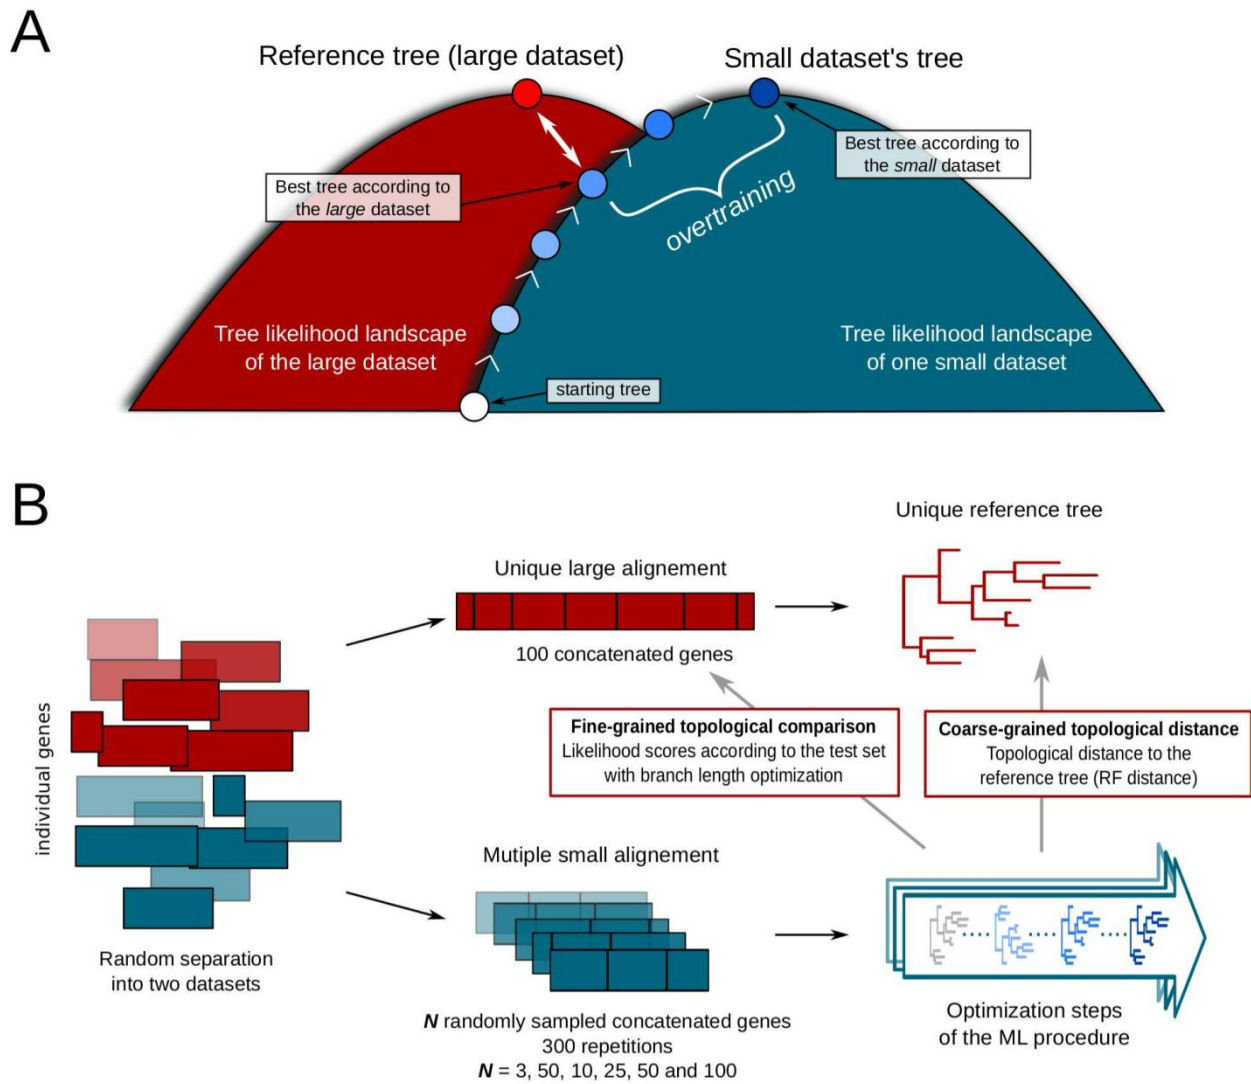 A
Reference tree (large dataset)
Small dataset's tree
Best tree according to
the large dataset
Best tree according to
the small dataset
overtraining
Tree likelihood landscape
of the large dataset
Tree likelihood landscape
of one small dataset
starting tree
B
Unique reference tree
Unique large alignement
100 concatenated genes
individual genes
Fine-grained topological comparison
Likelihood scores according to the test set
with branch length optimization
Coarse-grained topological distance
Topological distance to the
reference tree (RF distance)
Mutiple small alignement
Random separation
into two datasets
N randomly sampled concatenated genes
300 repetitions
N = 3, 50, 10, 25, 50 and 100
Optimization steps
of the ML procedure